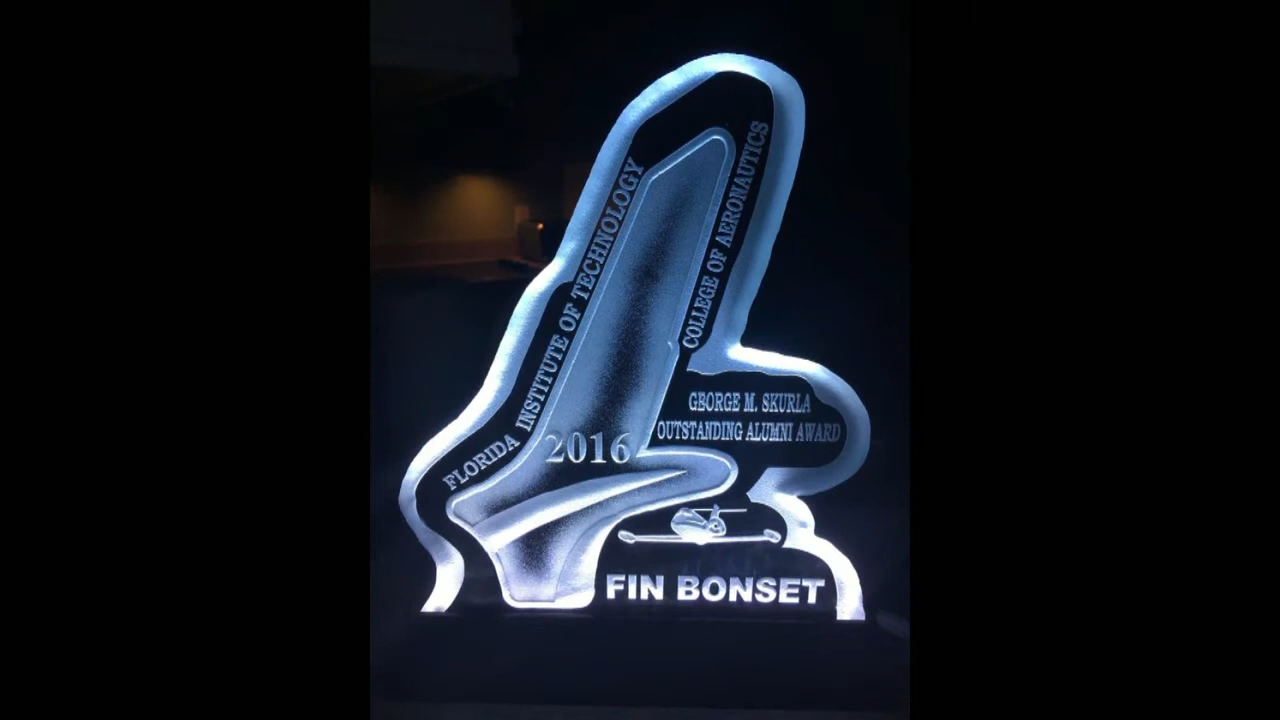 FLORIDA INSTITUTE OF TECHNOLOGY
COLLEGE OF AERONAUTICS
GEORGE M. SKURLA
OUTSTANDING ALUMNI AWARD
2016
FIN BONSET